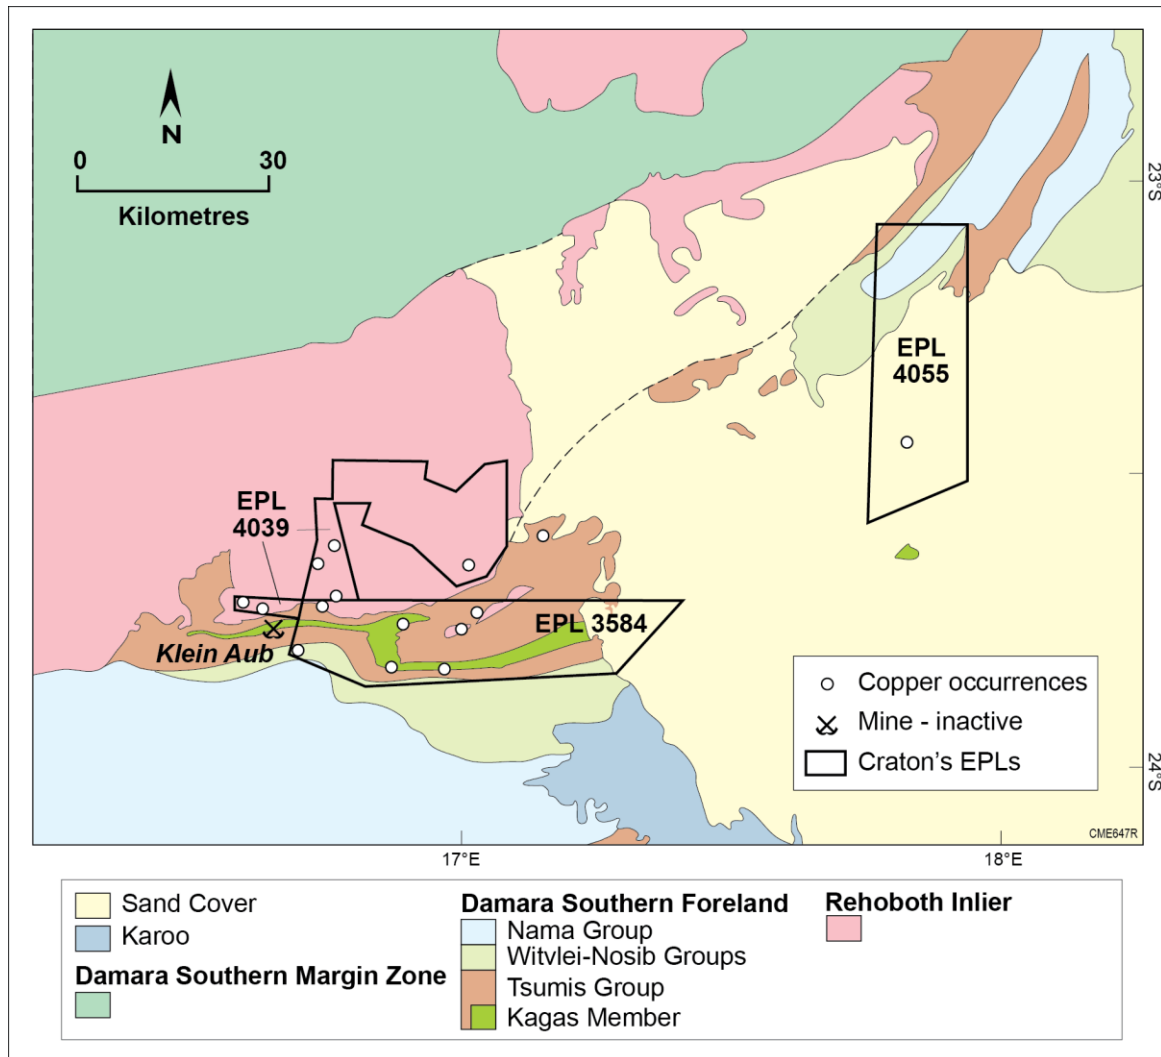 N
0 30
Kilometres
23°S
EPL
4055
EPL
4039
EPL 3584
Klein Aub
Copper occurrences
Mine - inactive
Craton's EPLs
24°S
CME647R
17°E 18°E
Sand Cover
Karoo
Damara Southern Margin Zone
Damara Southern Foreland
Nama Group
Witvlei-Nosib Groups
Tsumis Group
Kagas Member
Rehoboth Inlier